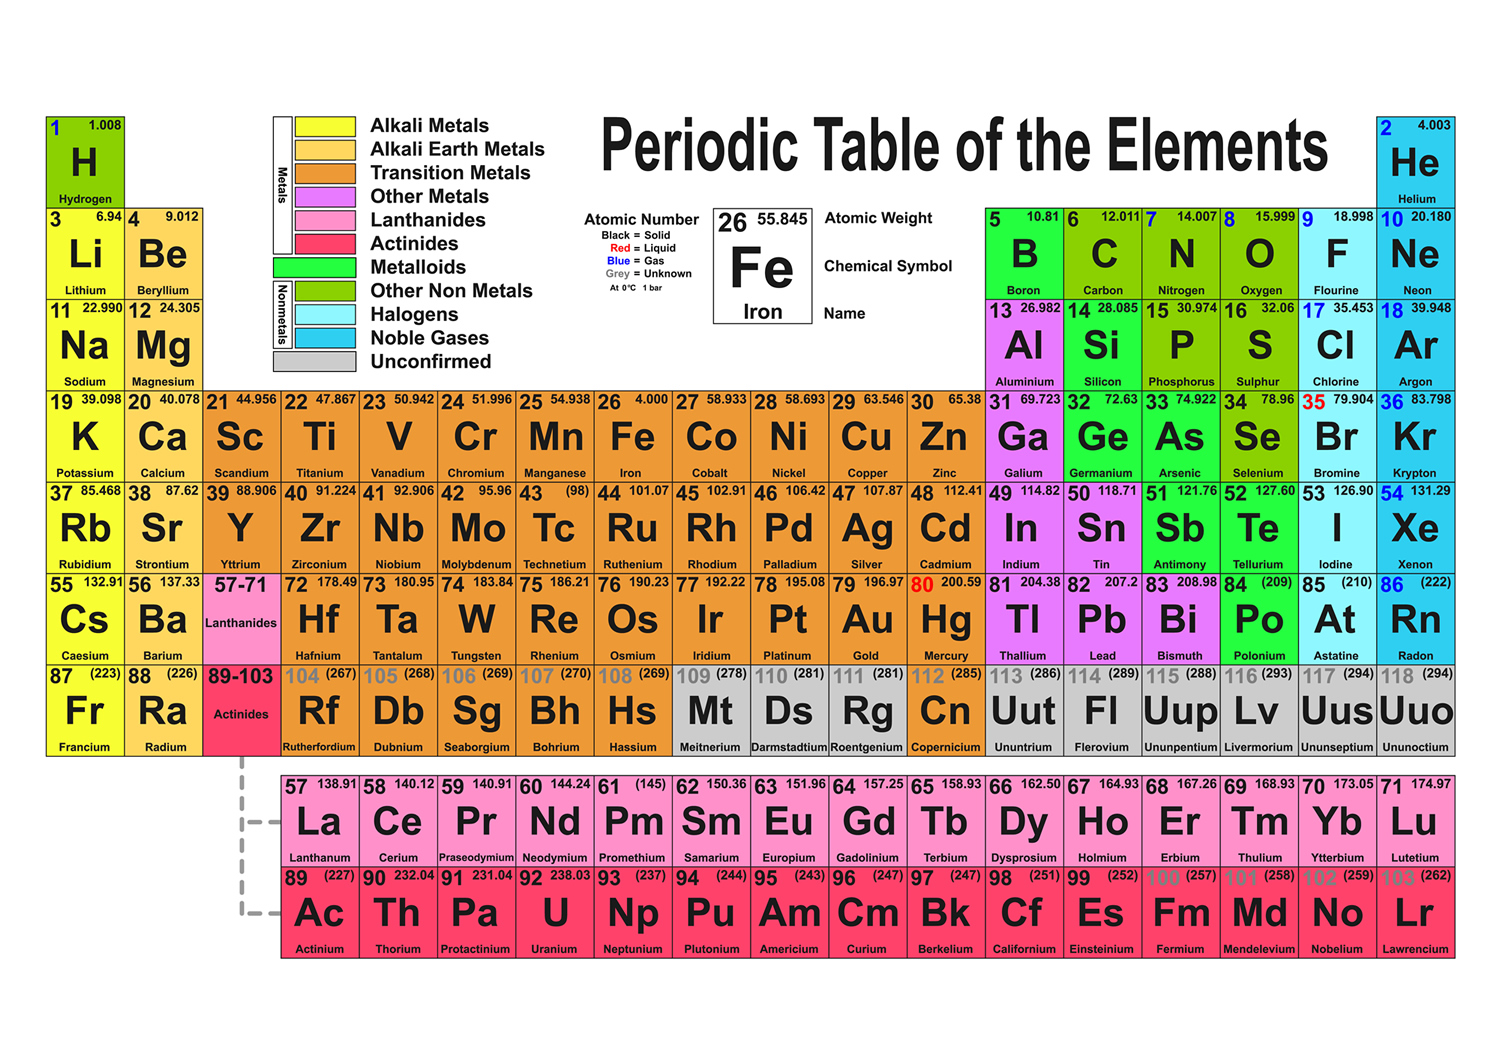 Periodic Table of the Elements
Metals
Nonmetals
Alkali Metals
Alkali Earth Metals
Transition Metals
Other Metals
Lanthanides
Actinides
Metalloids
Other Non Metals
Halogens
Noble Gases
Unconfirmed
Atomic Number
Black = Solid
Red = Liquid
Blue = Gas
Grey = Unknown
At 0°C 1 bar
26 55.845
Fe
Iron
Atomic Weight
Chemical Symbol
Name
1 1.008 2 4.003
H He
Hydrogen Helium
3 6.94 4 9.012 5 10.81 6 12.011 7 14.007 8 15.999 9 18.998 10 20.180
Li Be B C N O F Ne
Lithium Beryllium Boron Carbon Nitrogen Oxygen Flourine Neon
11 22.990 12 24.305 13 26.982 14 28.085 15 30.974 16 32.06 17 35.453 18 39.948
Na Mg Al Si P S Cl Ar
Sodium Magnesium Aluminium Silicon Phosphorus Sulphur Chlorine Argon
19 39.098 20 40.078 21 44.956 22 47.867 23 50.942 24 51.996 25 54.938 26 4.000 27 58.933 28 58.693 29 63.546 30 65.38 31 69.723 32 72.63 33 74.922 34 78.96 35 79.904 36 83.798
K Ca Sc Ti V Cr Mn Fe Co Ni Cu Zn Ga Ge As Se Br Kr
Potassium Calcium Scandium Titanium Vanadium Chromium Manganese Iron Cobalt Nickel Copper Zinc Galium Germanium Arsenic Selenium Bromine Krypton
37 85.468 38 87.62 39 88.906 40 91.224 41 92.906 42 95.96 43 (98) 44 101.07 45 102.91 46 106.42 47 107.87 48 112.41 49 114.82 50 118.71 51 121.76 52 127.60 53 126.90 54 131.29
Rb Sr Y Zr Nb Mo Tc Ru Rh Pd Ag Cd In Sn Sb Te I Xe
Rubidium Strontium Yttrium Zirconium Niobium Molybdenum Technetium Ruthenium Rhodium Palladium Silver Cadmium Indium Tin Antimony Tellurium Iodine Xenon
55 132.91 56 137.33 57-71 72 178.49 73 180.95 74 183.84 75 186.21 76 190.23 77 192.22 78 195.08 79 196.97 80 200.59 81 204.38 82 207.2 83 208.98 84 (209) 85 (210) 86 (222)
Cs Ba Lanthanides Hf Ta W Re Os Ir Pt Au Hg Tl Pb Bi Po At Rn
Caesium Barium Hafnium Tantalum Tungsten Rhenium Osmium Iridium Platinum Gold Mercury Thallium Lead Bismuth Polonium Astatine Radon
87 (223) 88 (226) 89-103 104 (267) 105 (268) 106 (269) 107 (270) 108 (269) 109 (278) 110 (281) 111 (281) 112 (285) 113 (286) 114 (289) 115 (288) 116 (293) 117 (294) 118 (294)
Fr Ra Actinides Rf Db Sg Bh Hs Mt Ds Rg Cn Uut Fl Uup Lv Uus Uuo
Francium Radium Rutherfordium Dubnium Seaborgium Bohrium Hassium Meitnerium Darmstadtium Roentgenium Copernicium Ununtrium Flerovium Ununpentium Livermorium Ununseptium Ununoctium
57 138.91 58 140.12 59 140.91 60 144.24 61 (145) 62 150.36 63 151.96 64 157.25 65 158.93 66 162.50 67 164.93 68 167.26 69 168.93 70 173.05 71 174.97
La Ce Pr Nd Pm Sm Eu Gd Tb Dy Ho Er Tm Yb Lu
Lanthanum Cerium Praseodymium Neodymium Promethium Samarium Europium Gadolinium Terbium Dysprosium Holmium Erbium Thulium Ytterbium Lutetium
89 (227) 90 232.04 91 231.04 92 238.03 93 (237) 94 (244) 95 (243) 96 (247) 97 (247) 98 (251) 99 (252) 100 (257) 101 (258) 102 (259) 103 (262)
Ac Th Pa U Np Pu Am Cm Bk Cf Es Fm Md No Lr
Actinium Thorium Protactinium Uranium Neptunium Plutonium Americium Curium Berkelium Californium Einsteinium Fermium Mendelevium Nobelium Lawrencium